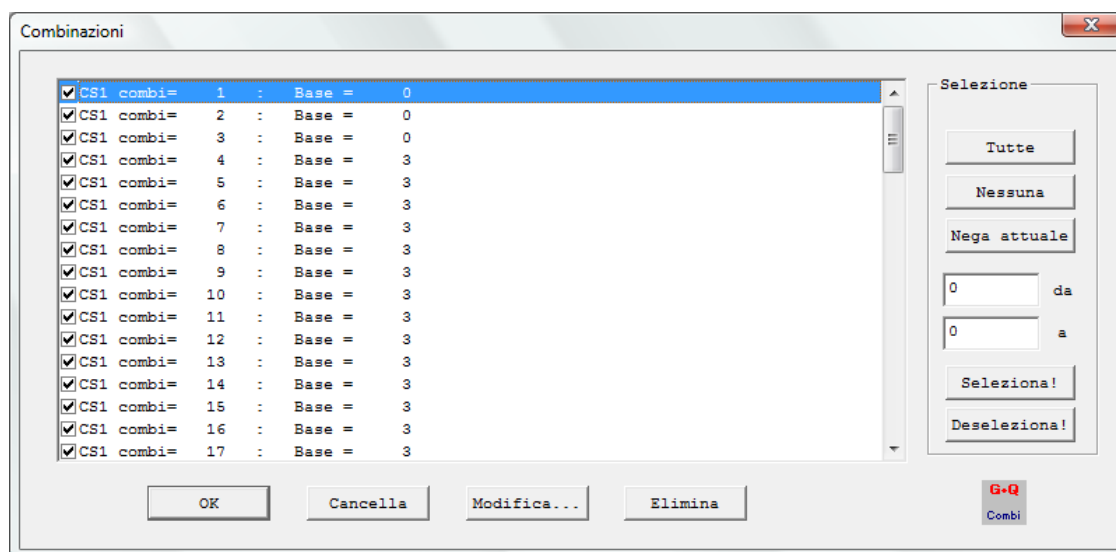 Combinazioni
CS1 combi= 1 : Base = 0
CS1 combi= 2 : Base = 0
CS1 combi= 3 : Base = 0
CS1 combi= 4 : Base = 3
CS1 combi= 5 : Base = 3
CS1 combi= 6 : Base = 3
CS1 combi= 7 : Base = 3
CS1 combi= 8 : Base = 3
CS1 combi= 9 : Base = 3
CS1 combi= 10 : Base = 3
CS1 combi= 11 : Base = 3
CS1 combi= 12 : Base = 3
CS1 combi= 13 : Base = 3
CS1 combi= 14 : Base = 3
CS1 combi= 15 : Base = 3
CS1 combi= 16 : Base = 3
CS1 combi= 17 : Base = 3
Selezione
Tutte
Nessuna
Nega attuale
0 da
0 a
Seleziona!
Deseleziona!
OK Cancella Modifica... Elimina
G+Q
Combi